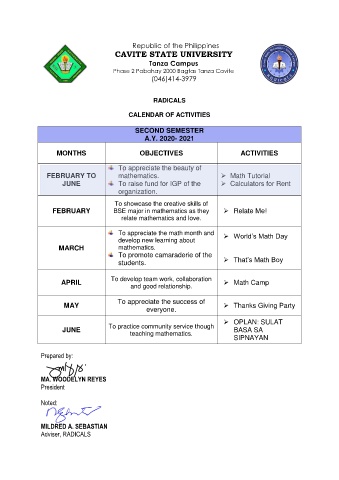 Republic of the Philippines
CAVITE STATE UNIVERSITY
Tanza Campus
Phase 2 Pabahay 2000 Bagtas Tanza Cavite
(046)414-3979
RADICALS
CALENDAR OF ACTIVITIES
SECOND SEMESTER
A.Y. 2020- 2021
MONTHS OBJECTIVES ACTIVITIES
FEBRUARY TO
JUNE
To appreciate the beauty of
mathematics.
To raise fund for IGP of the
organization.
Math Tutorial
Calculators for Rent
FEBRUARY
To showcase the creative skills of
BSE major in mathematics as they
relate mathematics and love.
Relate Me!
MARCH
To appreciate the math month and
develop new learning about
mathematics.
To promote camaraderie of the
students.
World's Math Day
That's Math Boy
APRIL
To develop team work, collaboration
and good relationship.
Math Camp
MAY
To appreciate the success of
everyone.
Thanks Giving Party
JUNE
To practice community service though
teaching mathematics.
OPLAN: SULAT
BASA SA
SIPNAYAN
Prepared by:
MA. WOODELYN REYES
President
Noted:
MILDRED A. SEBASTIAN
Adviser, RADICALS